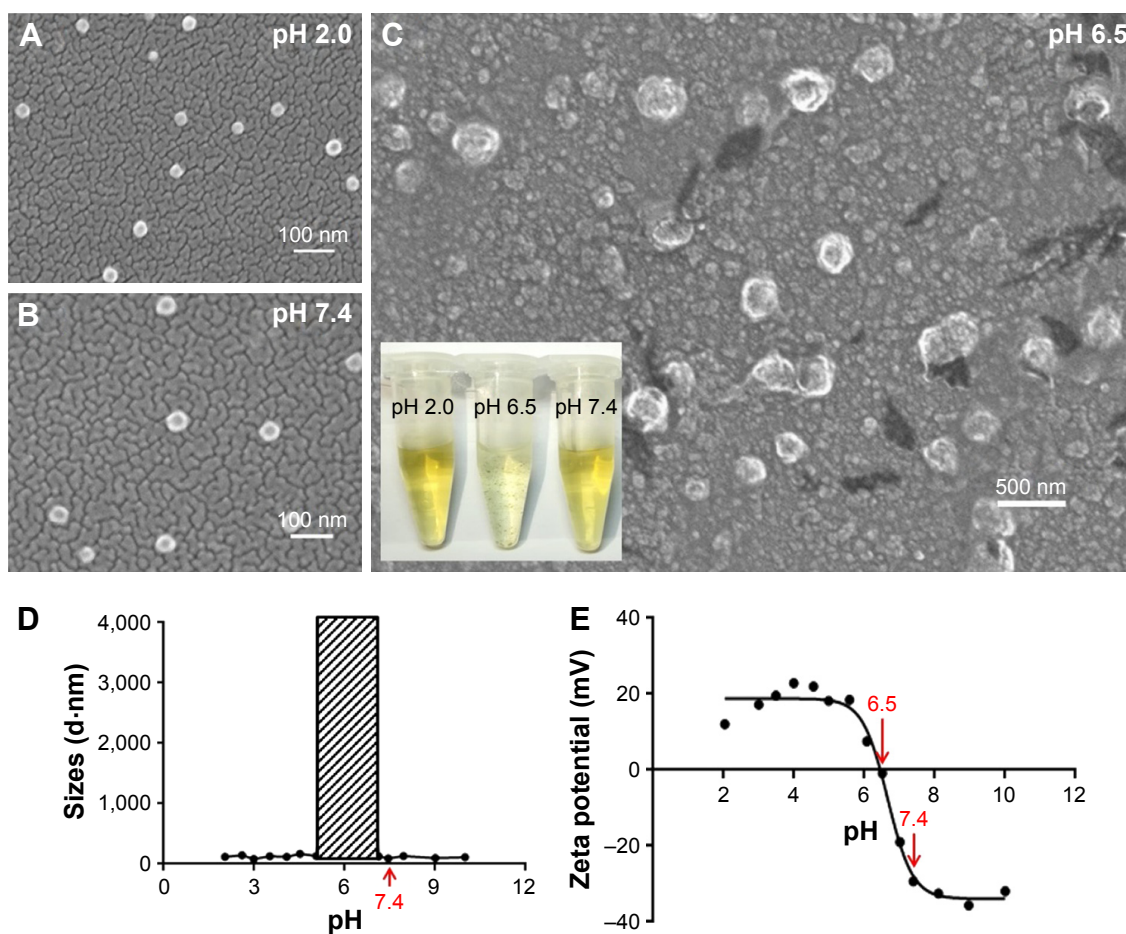 A
pH 2.0
100 nm
B
pH 7.4
100 nm
C
pH 6.5
500 nm
pH 2.0 pH 6.5 pH 7.4
D
Sizes (d·nm)
4,000
3,000
2,000
1,000
0
0 3 6 9 12
7.4
pH
E
Zeta potential (mV)
40
20
0
–20
–40
2 4 6 8 10 12
6.5
7.4
pH